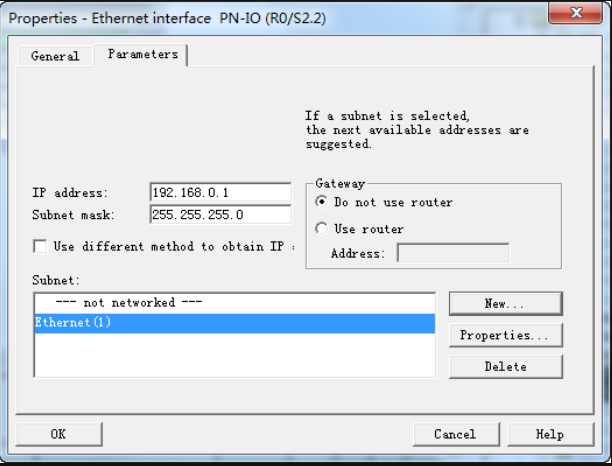 Properties - Ethernet interface  PN-IO (R0/S2.2)
General
Parameters
If a subnet is selected,
the next available addresses are
suggested.
IP address:
192.168.0.1
Subnet mask:
255.255.255.0
Gateway
Do not use router
Use router
Address:
Use different method to obtain IP
Subnet:
--- not networked ---
Ethernet(1)
New...
Properties...
Delete
OK
Cancel
Help